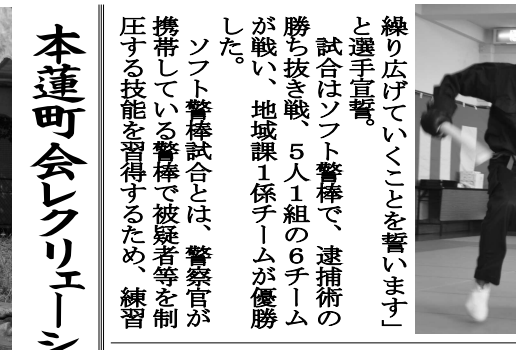 繰り広げていくことを誓います」
と選手宣誓。
試合はソフト警棒で、逮捕術の
勝ち抜き戦、５人１組の６チーム
が戦い、地域課１係チームが優勝
した。
ソフト警棒試合とは、警察官が
携帯している警棒で被疑者等を制
圧する技能を習得するため、練習
本蓮町会レクリェーシ